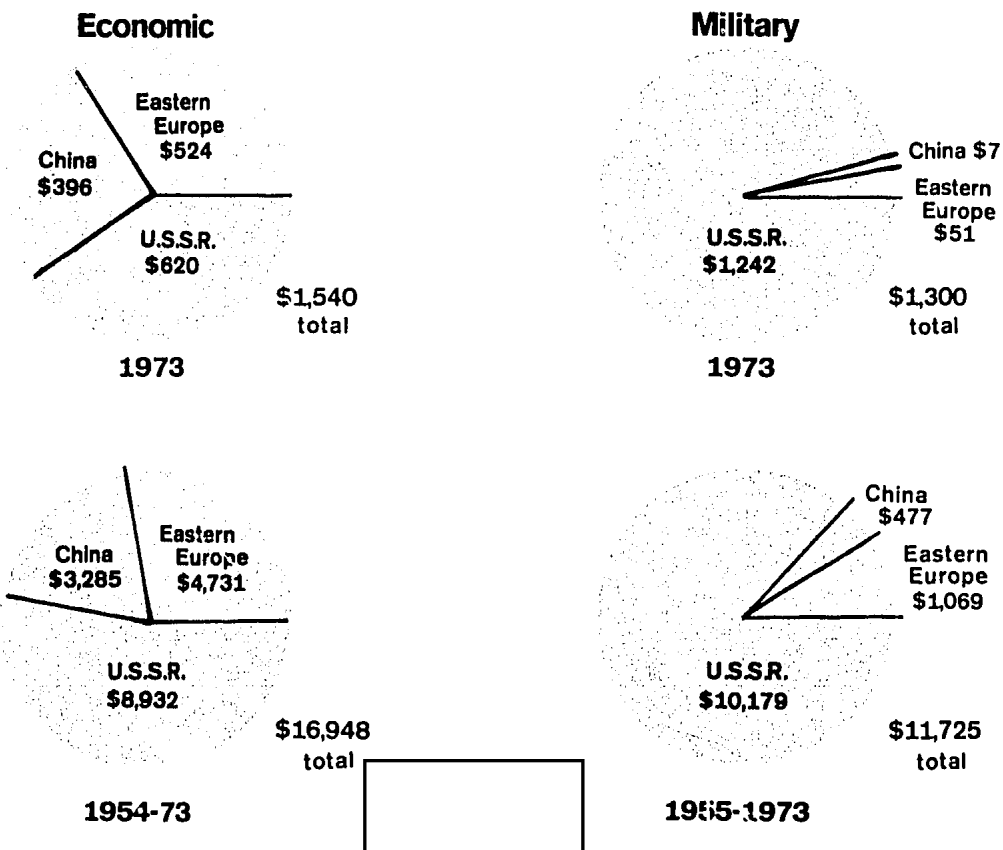 Economic
Eastern
Europe
$524
China
$396
U.S.S.R.
$620
$1,540
total
1973
Military
China $7
Eastern
Europe
$51
U.S.S.R.
$1,242
$1,300
total
1973
Eastern
Europe
$4,731
China
$3,285
U.S.S.R.
$8,932
$16,948
total
1954-73
China
$477
Eastern
Europe
$1,069
U.S.S.R.
$10,179
$11,725
total
1955-1973